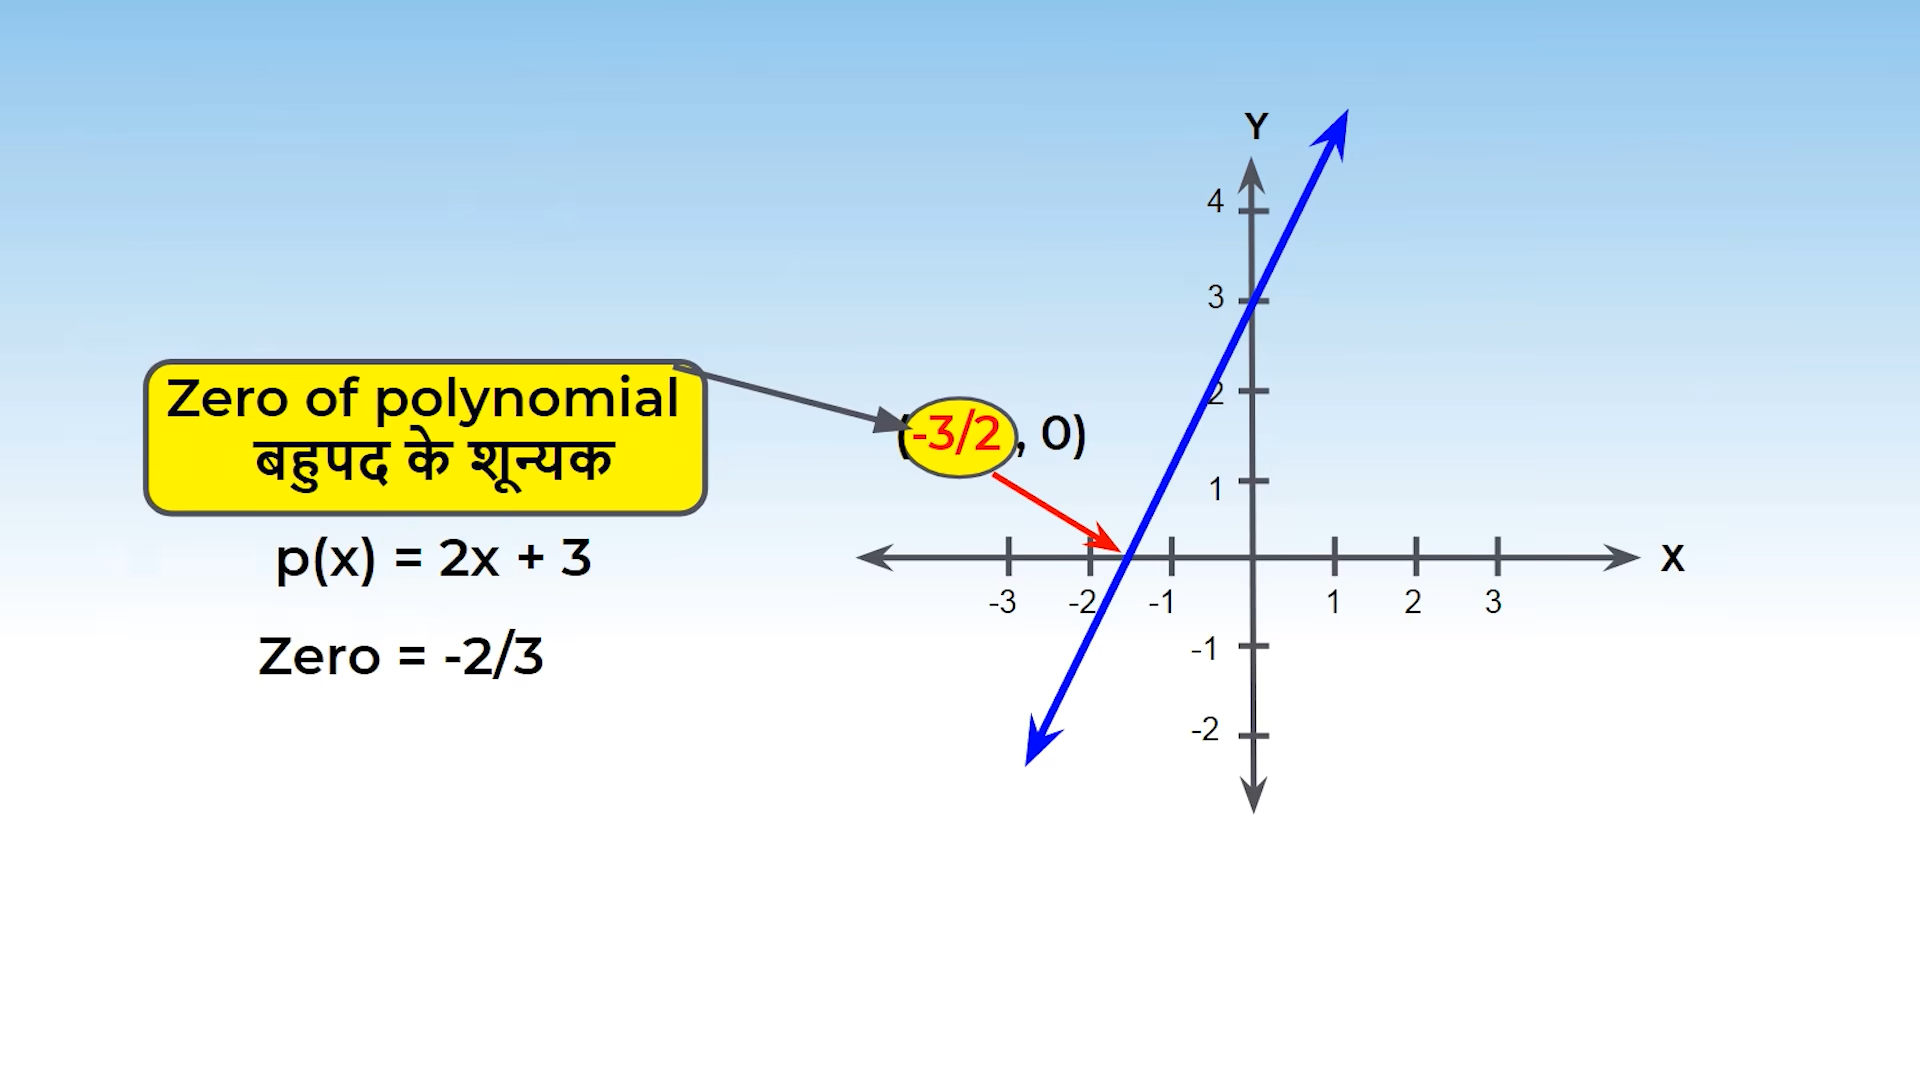 Zero of polynomial
बहुपद के शून्यक
p(x) = 2x + 3
Zero = -2/3
(-3/2, 0)
Y
4
3
2
1
-3 -2 -1 1 2 3
X
-1
-2